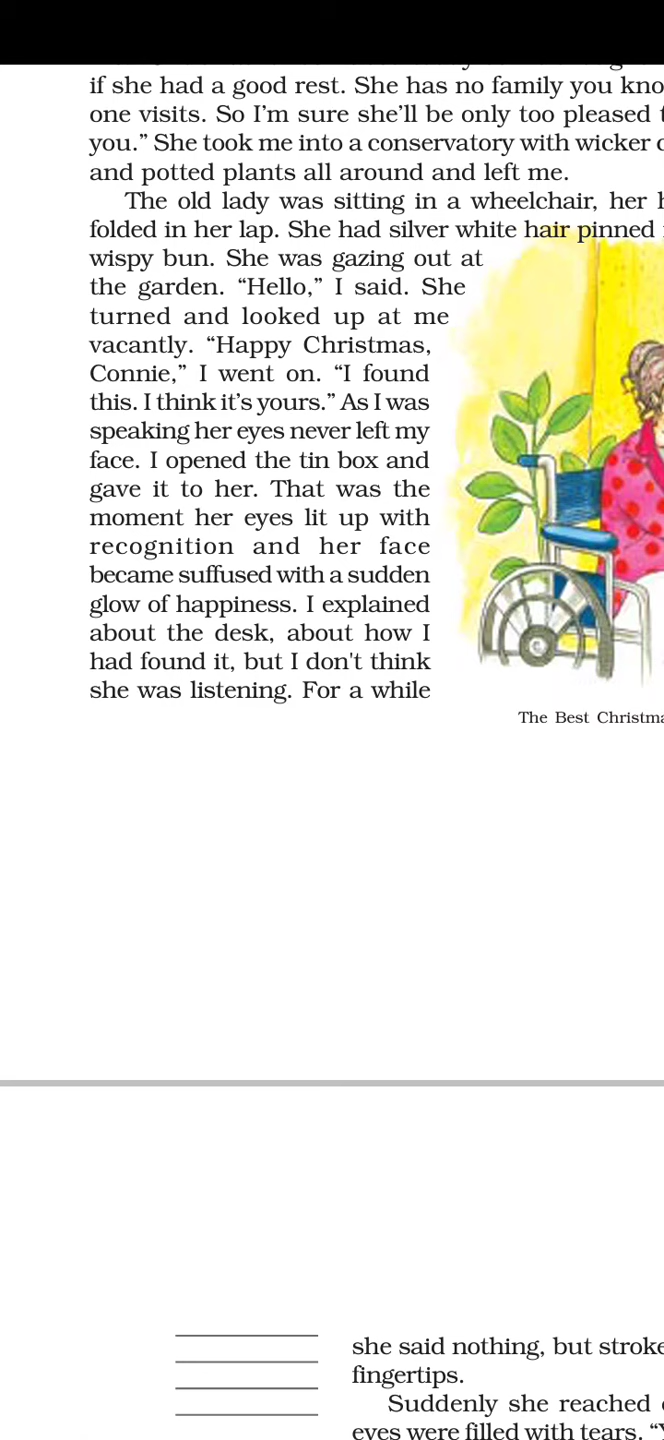 if she had a good rest. She has no family you kno
one visits. So I'm sure she'll be only too pleased t
you.” She took me into a conservatory with wicker c
and potted plants all around and left me.
The old lady was sitting in a wheelchair, her h
folded in her lap. She had silver white hair pinned i
wispy bun. She was gazing out at
the garden. “Hello,” I said. She
turned and looked up at me
vacantly. “Happy Christmas,
Connie,” I went on. “I found
this. I think it's yours.” As I was
speaking her eyes never left my
face. I opened the tin box and
gave it to her. That was the
moment her eyes lit up with
recognition and her face
became suffused with a sudden
glow of happiness. I explained
about the desk, about how I
had found it, but I don't think
she was listening. For a while
The Best Christma
she said nothing, but stroke
fingertips.
Suddenly she reached
eyes were filled with tears. “Y